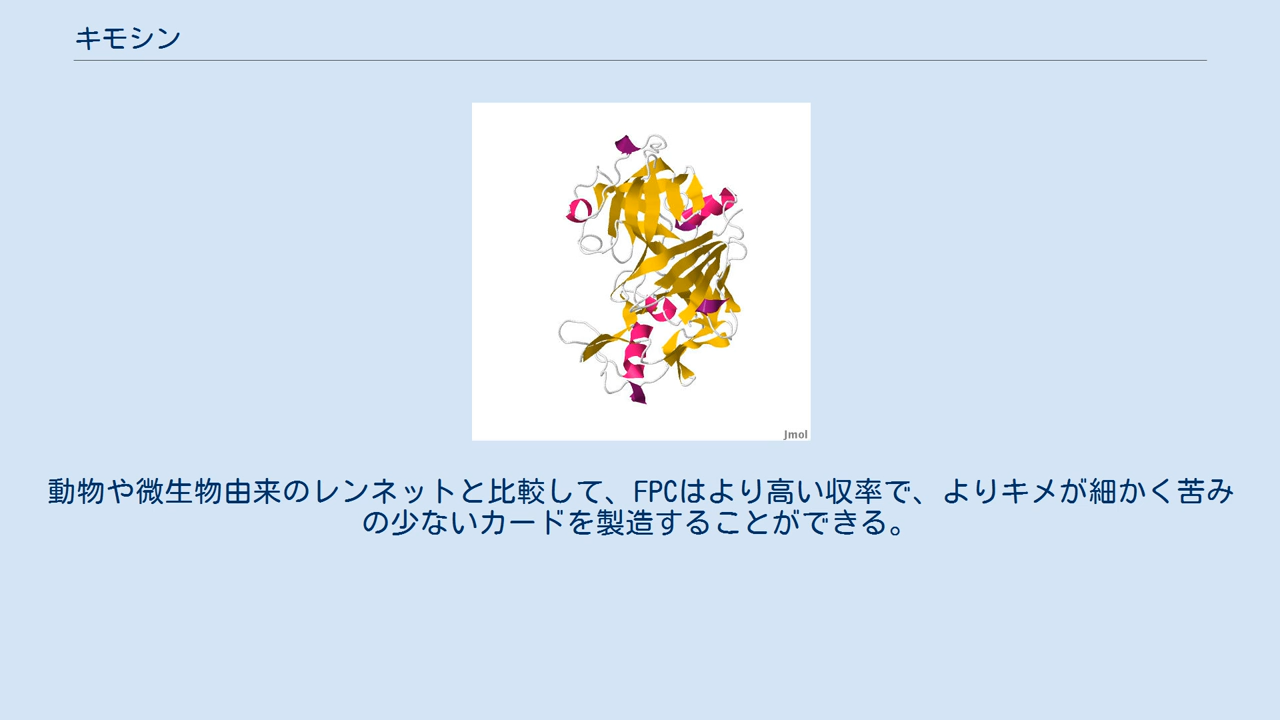 キモシン
Jmol
動物や微生物由来のレンネットと比較して、FPCはより高い収率で、よりキメが細かく苦み
の少ないカードを製造することができる。